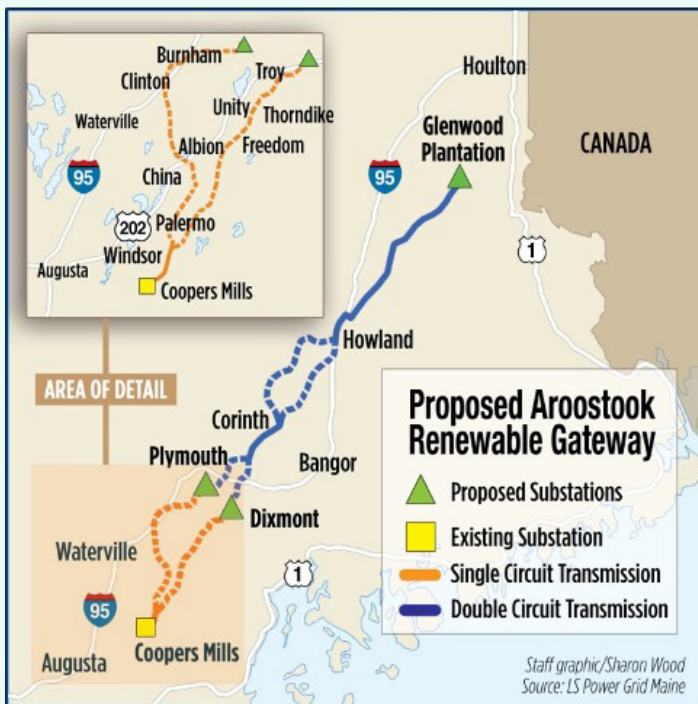 Burnham
Troy
Clinton
Unity
Thorndike
Waterville
Albion
Freedom
95
China
202
Palermo
Windsor
Augusta
Coopers Mills
Houlton
Glenwood
Plantation
CANADA
95
1
Howland
AREA OF DETAIL
Corinth
Plymouth
Bangor
Dixmont
Waterville
1
95
Coopers Mills
Augusta
Proposed Aroostook
Renewable Gateway
Proposed Substations
Existing Substation
Single Circuit Transmission
Double Circuit Transmission
Staff graphic/Sharon Wood
Source: LS Power Grid Maine